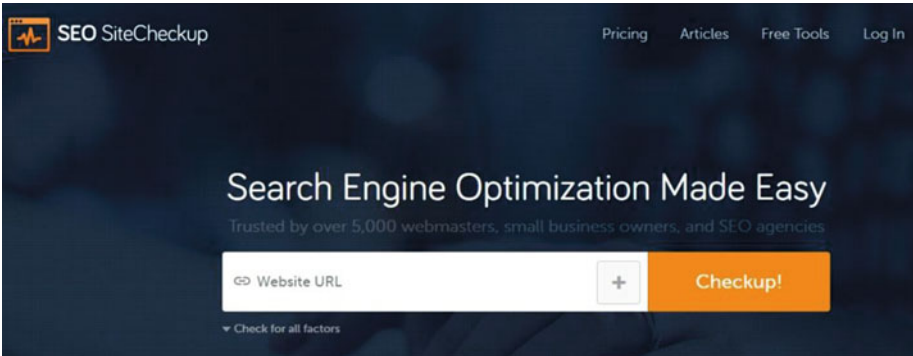 SEO SiteCheckup
Pricing Articles Free Tools Log In
Search Engine Optimization Made Easy
Trusted by over 5,000 webmasters, small business owners, and SEO agencies
Website URL + Checkup!
Check for all factors